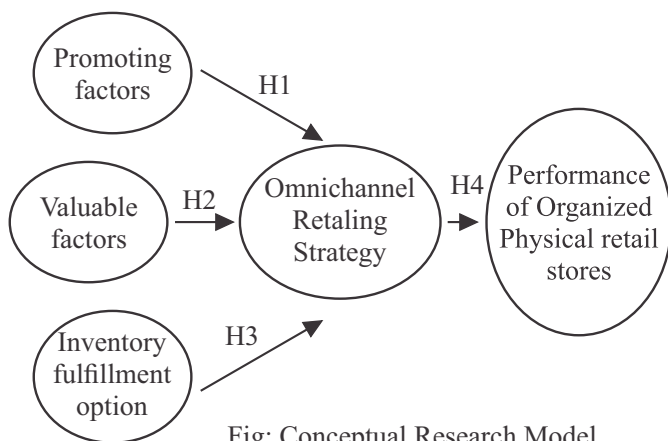 Promoting
factors
H1
Valuable
factors
H2
Omnichannel
Retaling
Strategy
H4
Performance
of Organized
Physical retail
stores
Inventory
fulfillment
option
H3
Fig: Conceptual Research Model